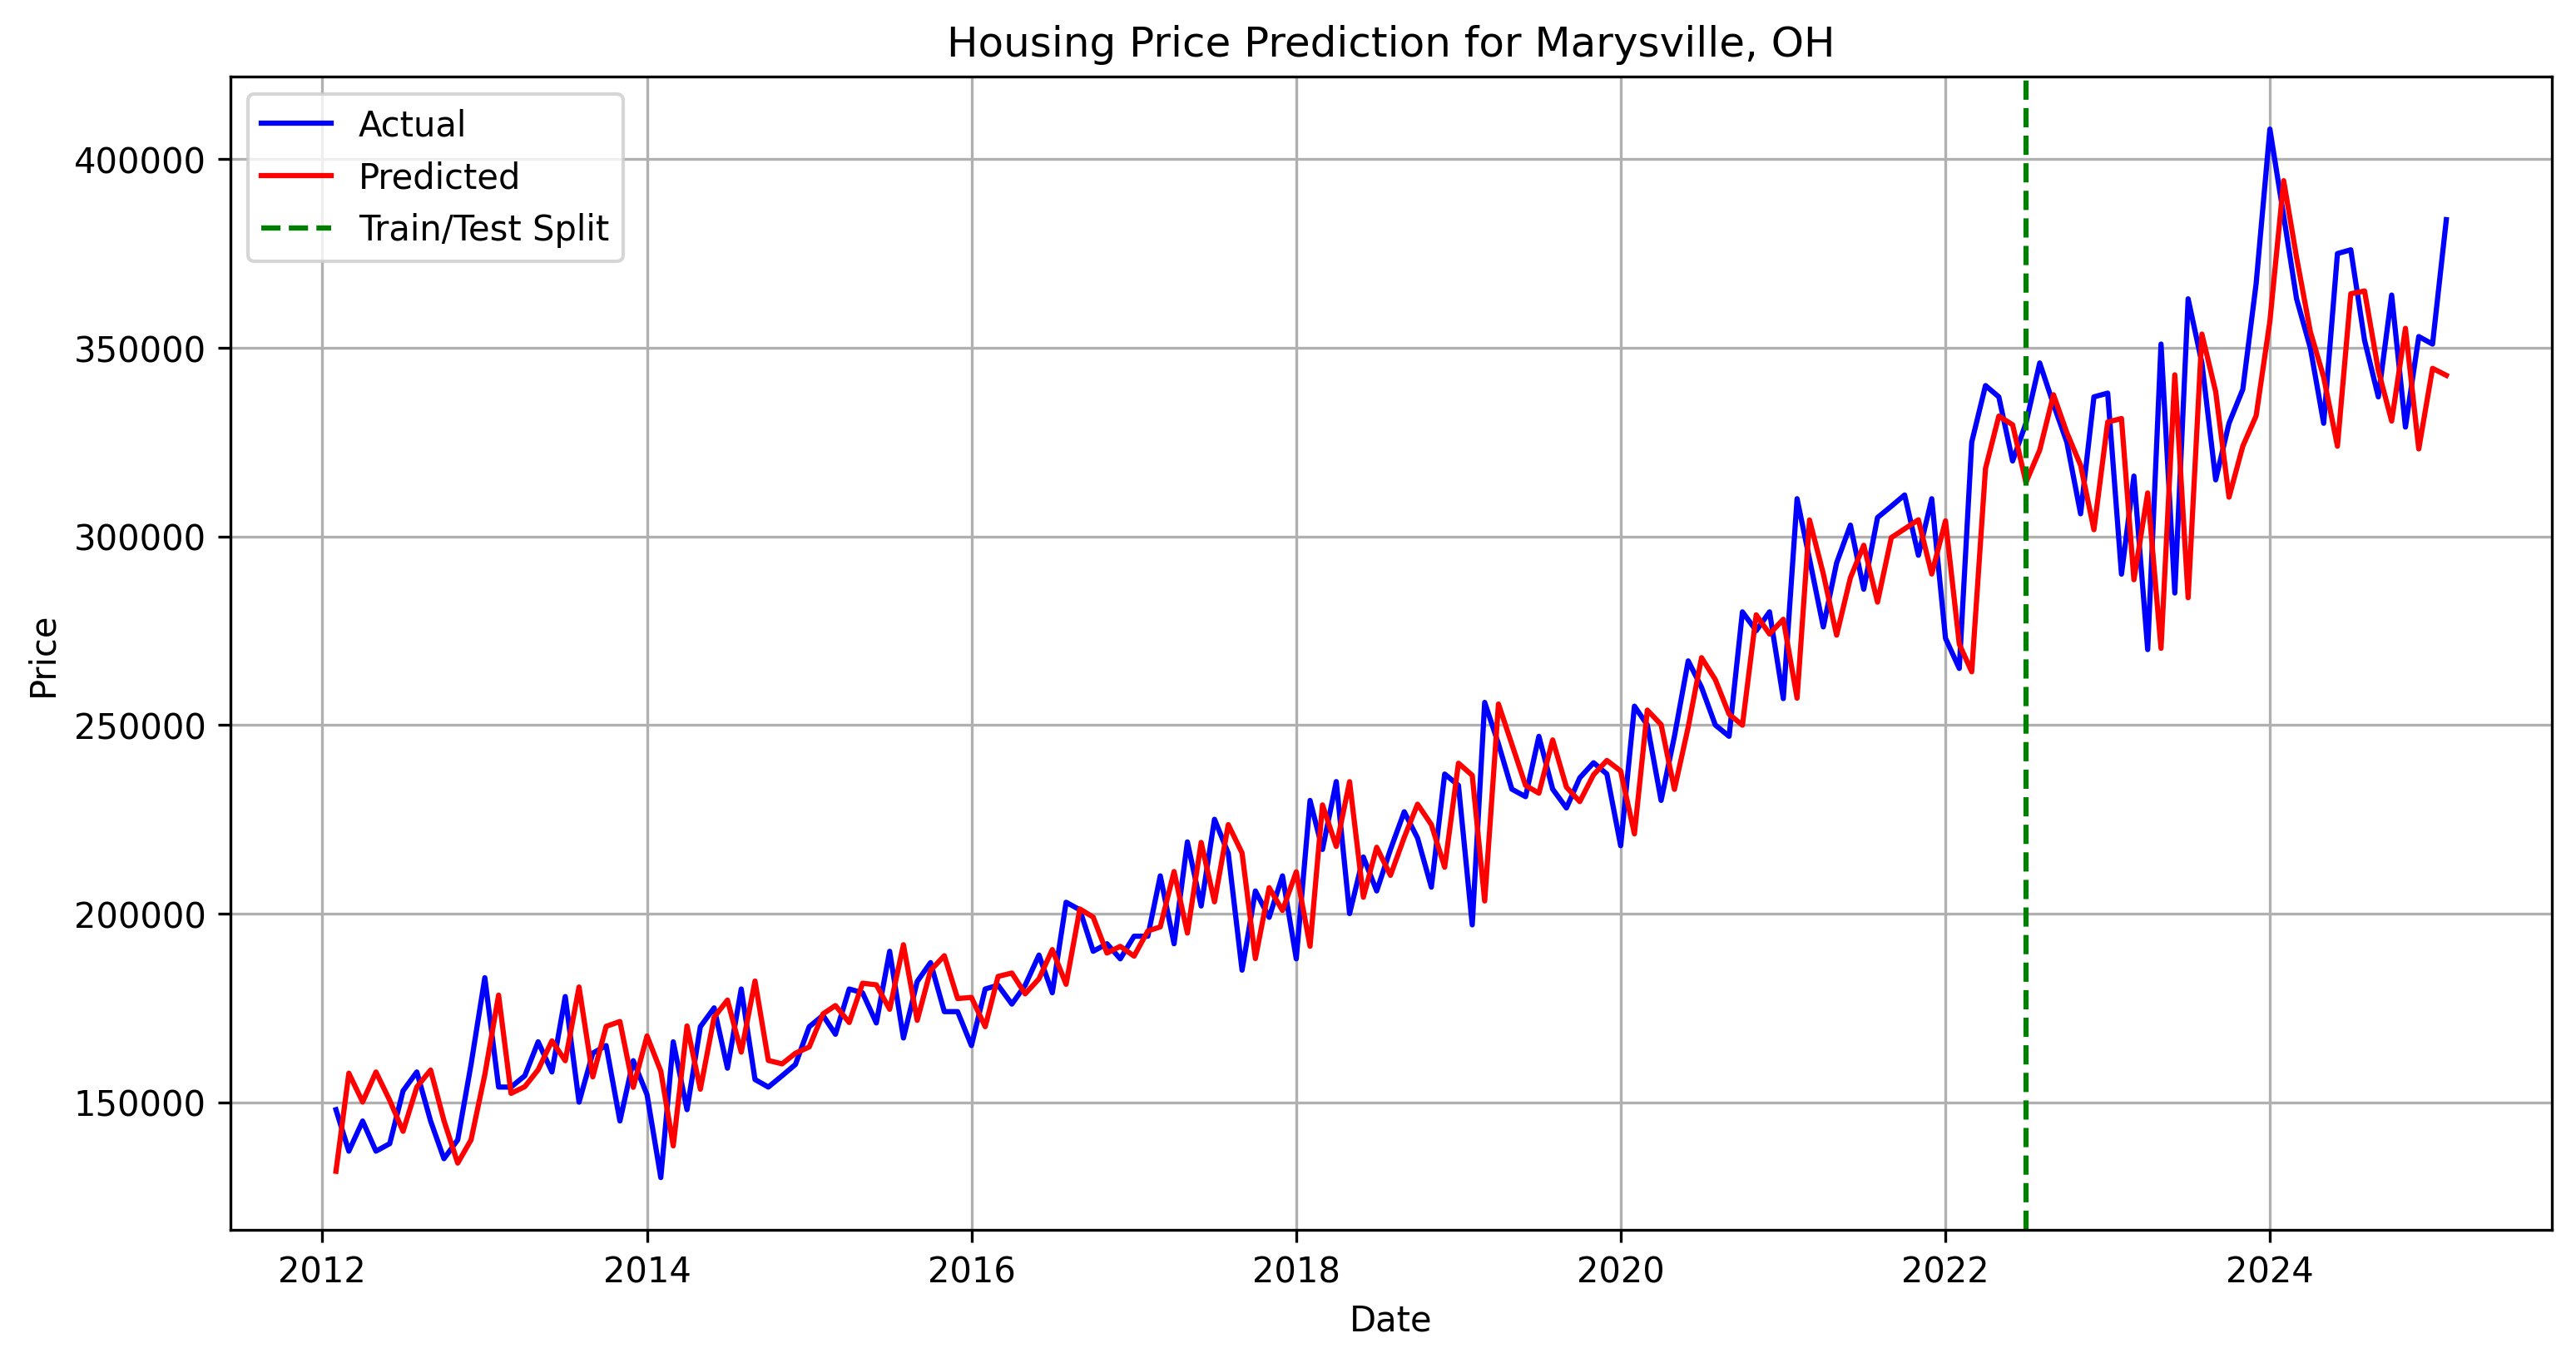 Housing Price Prediction for Marysville, OH
Actual
Predicted
Train/Test Split
400000
350000
300000
250000
200000
150000
Price
2012 2014 2016 2018 2020 2022 2024
Date